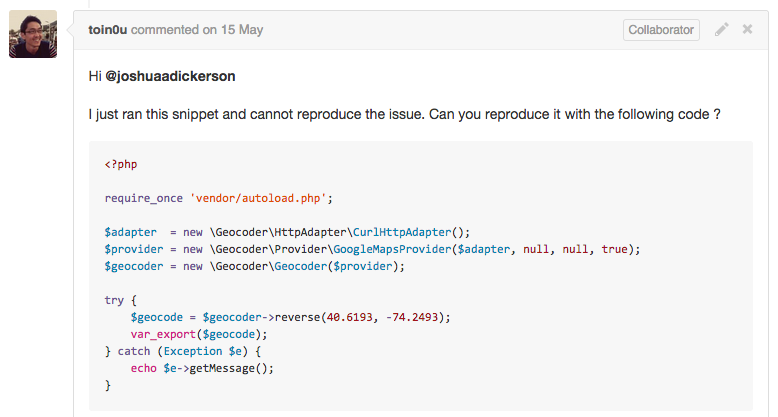 toin0u commented on 15 May
Collaborator
Hi @joshuaadickerson
I just ran this snippet and cannot reproduce the issue. Can you reproduce it with the following code ?
<?php
require_once 'vendor/autoload.php';
$adapter  = new \Geocoder\HttpAdapter\CurlHttpAdapter();
$provider = new \Geocoder\Provider\GoogleMapsProvider($adapter, null, null, true);
$geocoder = new \Geocoder\Geocoder($provider);
try {
    $geocode = $geocoder->reverse(40.6193, -74.2493);
    var_export($geocode);
} catch (Exception $e) {
    echo $e->getMessage();
}